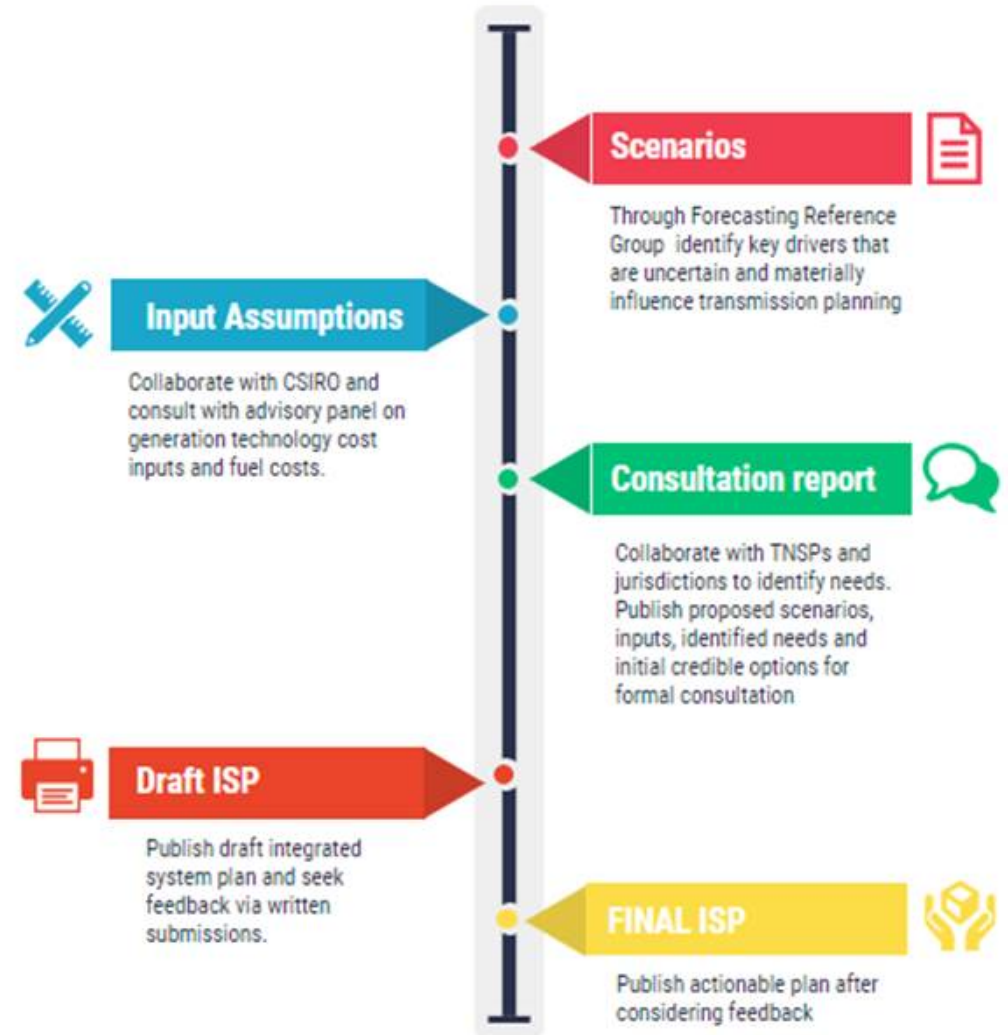 Scenarios
Through Forecasting Reference
Group identify key drivers that
are uncertain and materially
influence transmission planning
Input Assumptions
Collaborate with CSIRO and
consult with advisory panel on
generation technology cost
inputs and fuel costs.
Consultation report
Collaborate with TNSPs and
jurisdictions to identify needs.
Publish proposed scenarios,
inputs, identified needs and
initial credible options for
formal consultation
Draft ISP
Publish draft integrated
system plan and seek
feedback via written
submissions.
FINAL ISP
Publish actionable plan after
considering feedback